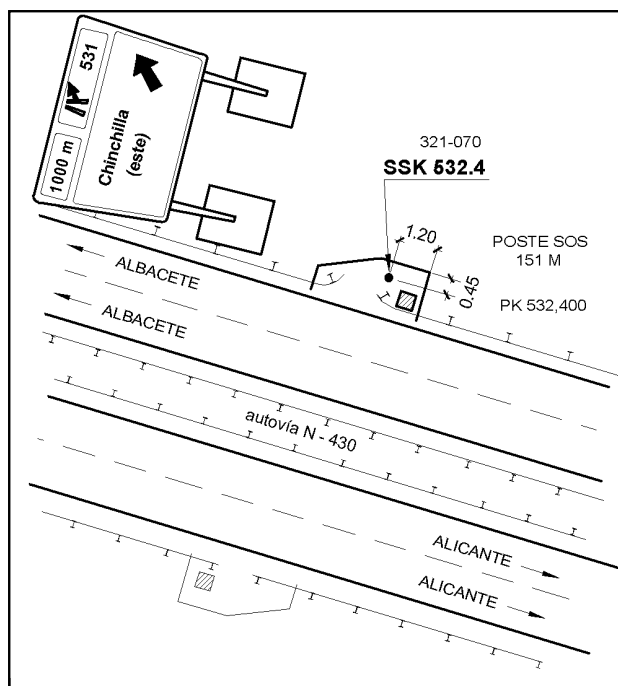 531
1000 m
Chinchilla
(este)
321-070
SSK 532.4
1.20
0.45
POSTE SOS
151 M
PK 532,400
ALBACETE
ALBACETE
autovía N - 430
ALICANTE
ALICANTE